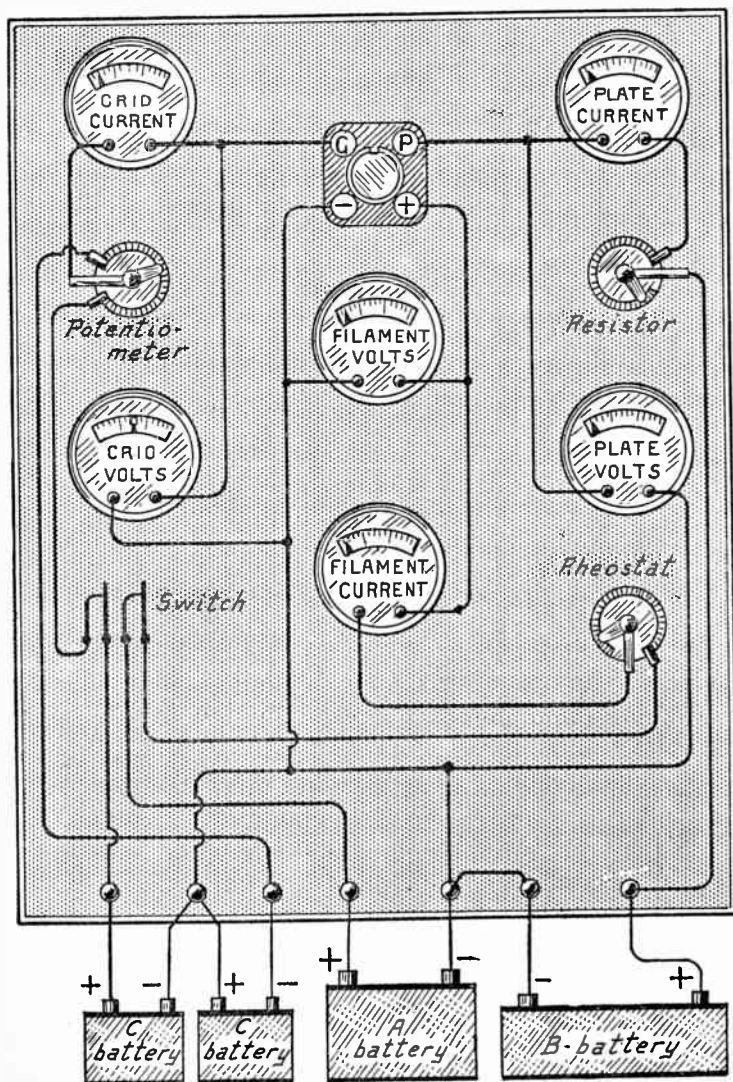 GRID
CURRENT
PLATE
CURRENT
G
P
-
+
Potentio-
meter
FILAMENT
VOLTS
Resistor
GRID
VOLTS
PLATE
VOLTS
FILAMENT
CURRENT
Rheostat
Switch
+
-
+
-
+
-
-
+
C
battery
C
battery
A
battery
B-battery